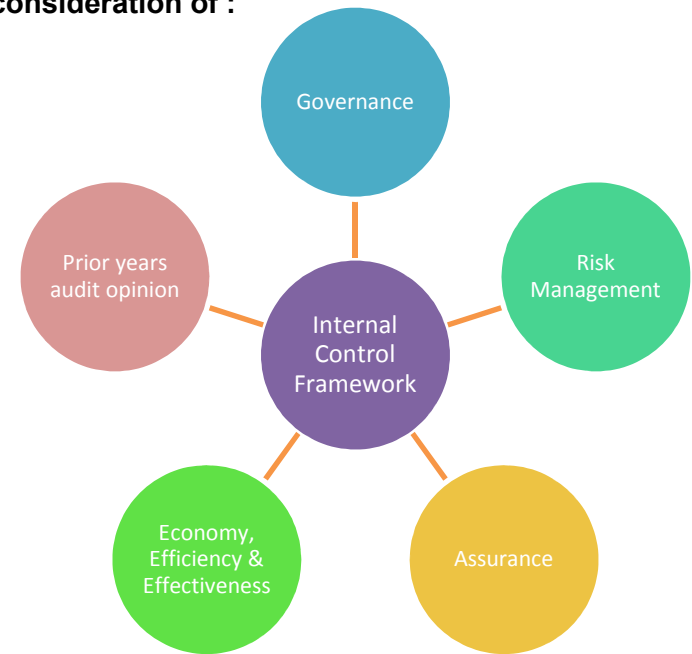 consideration of :
Governance
Prior years
audit opinion
Risk
Management
Internal
Control
Framework
Economy,
Efficiency &
Effectiveness
Assurance